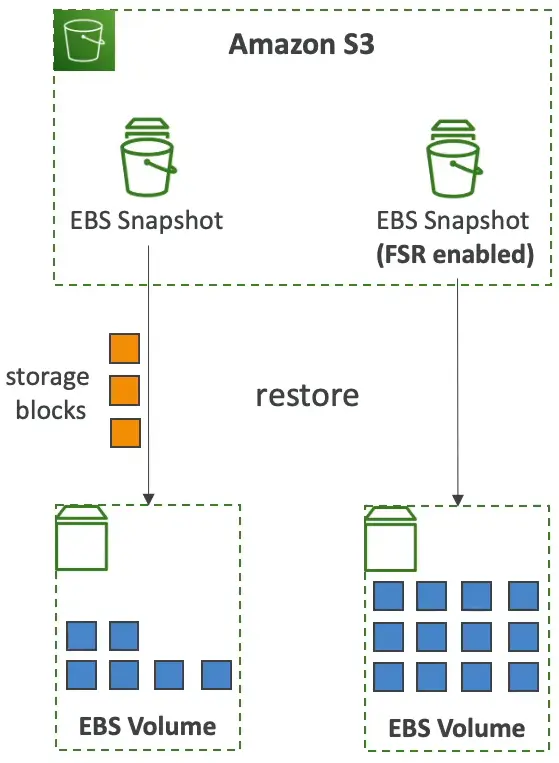 Amazon S3
EBS Snapshot
EBS Snapshot
(FSR enabled)
storage
blocks
restore
EBS Volume
EBS Volume